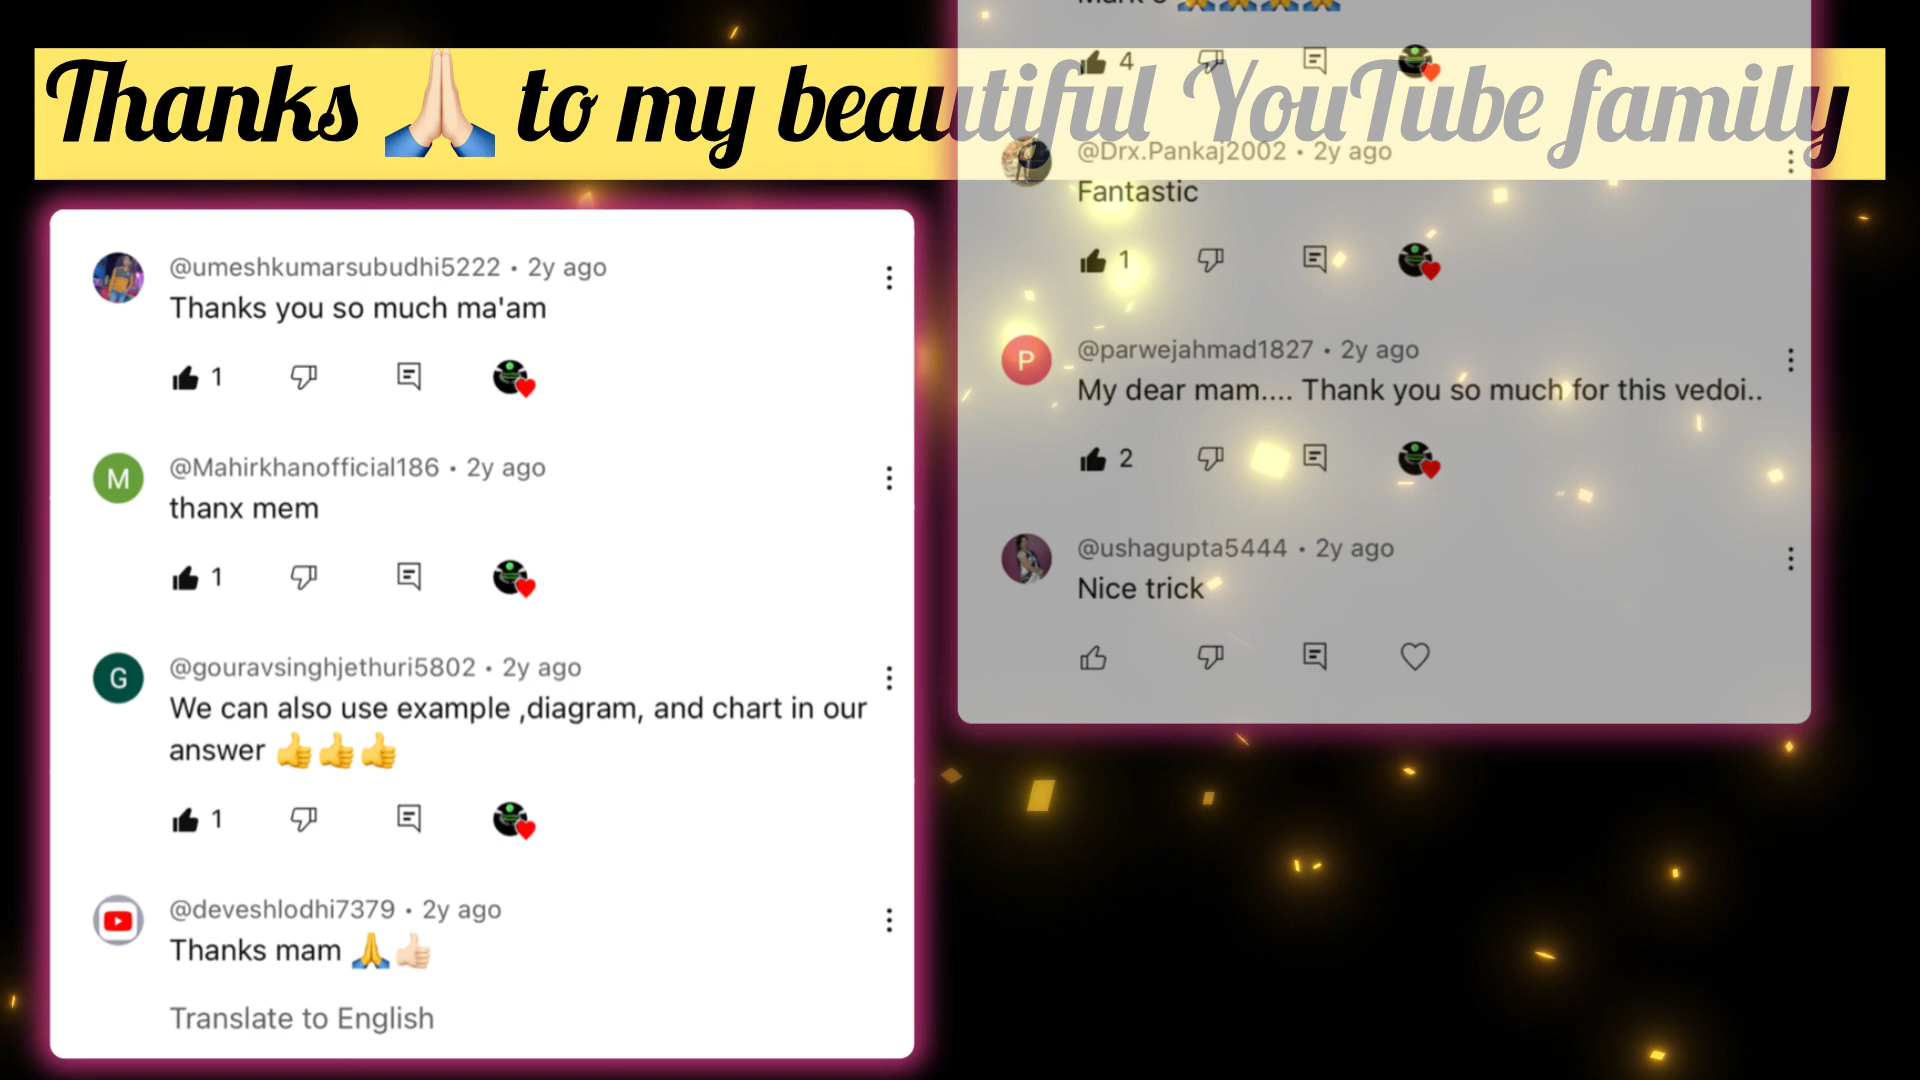 Thanks 🙏🏻 to my beautiful YouTube family
@umeshkumarsubudhi5222 • 2y ago
Thanks you so much ma'am
1
M
@Mahirkhanofficial186 • 2y ago
thanx mem
1
G
@gouravsinghjethuri5802 • 2y ago
We can also use example ,diagram, and chart in our
answer 👍👍👍
1
@deveshlodhi7379 • 2y ago
Thanks mam 🙏👍🏻
Translate to English
4
@Drx.Pankaj2002 • 2y ago
Fantastic
1
P
@parwejahmad1827 • 2y ago
My dear mam.... Thank you so much for this vedoi..
2
@ushagupta5444 • 2y ago
Nice trick